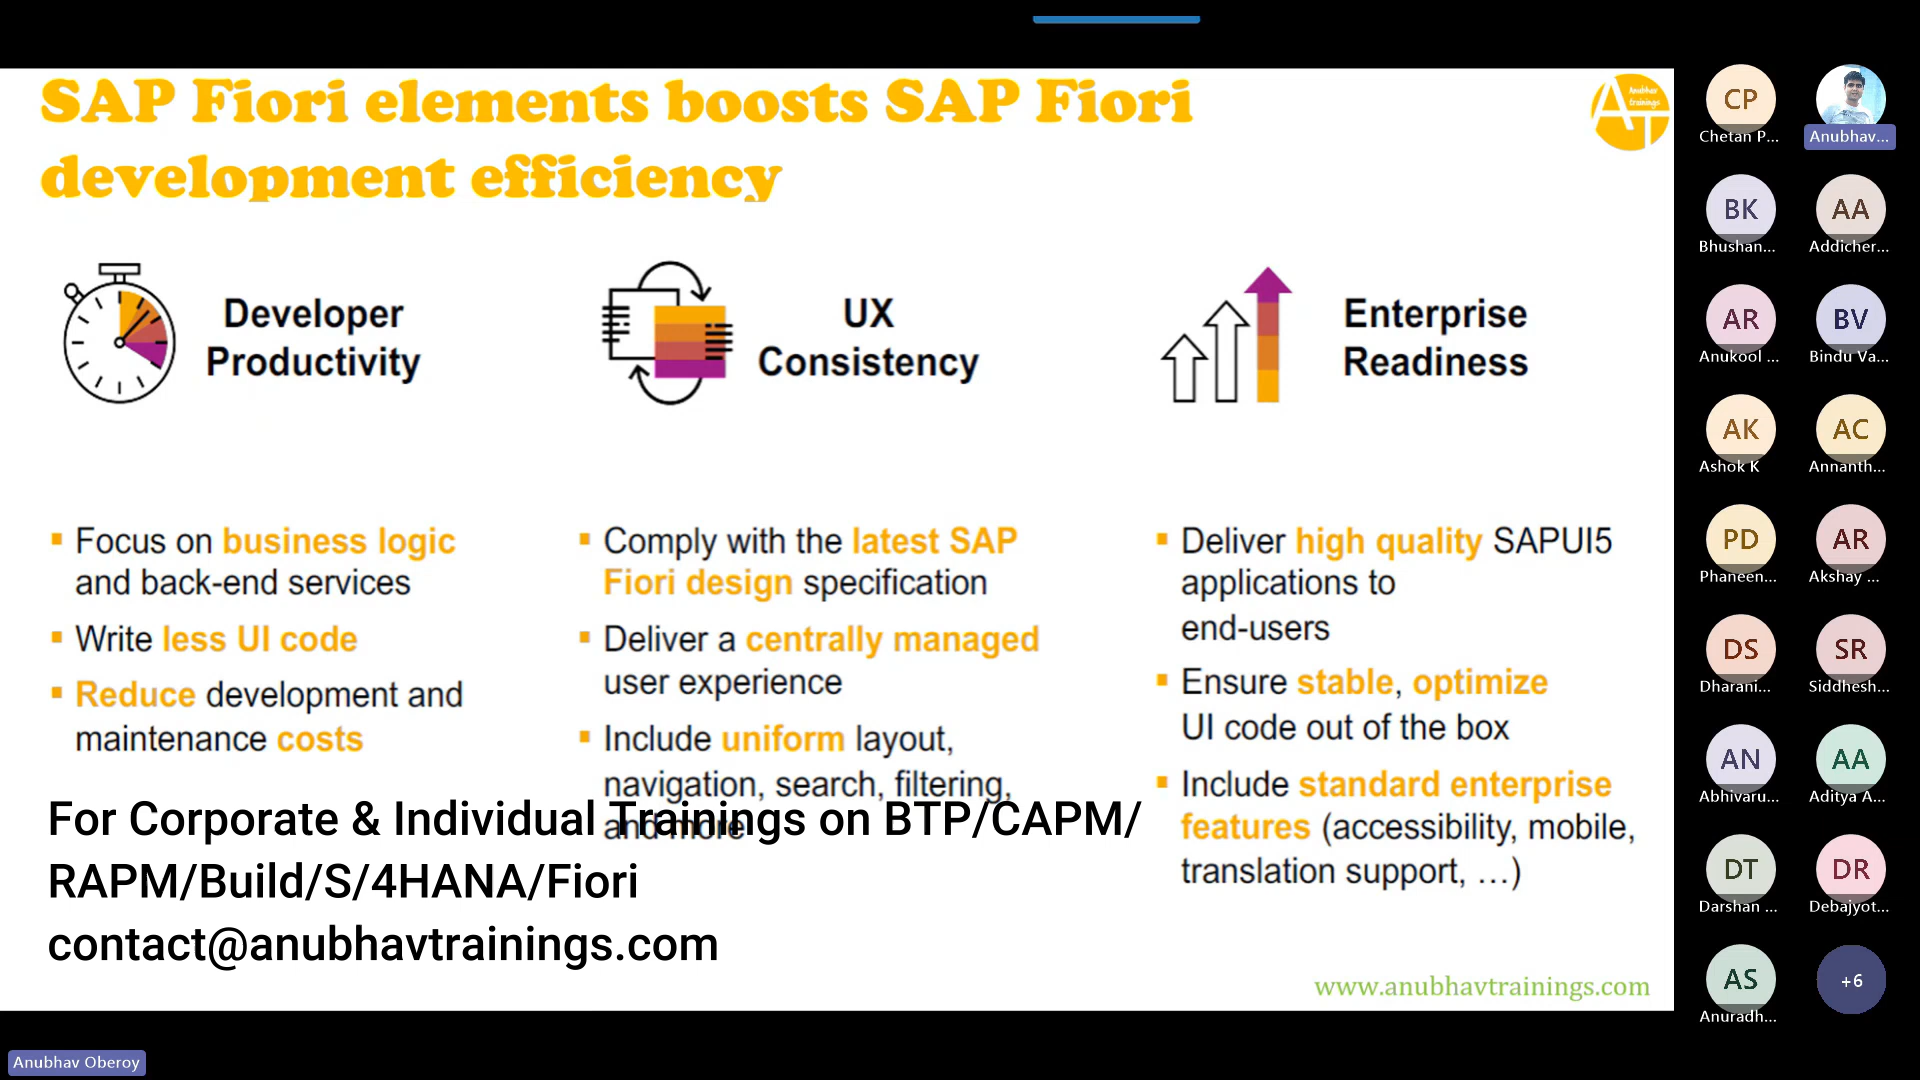 SAP Fiori elements boosts SAP Fiori
development efficiency
Anubhav
trainings
AT
Developer
Productivity
UX
Consistency
Enterprise
Readiness
▪ Focus on business logic
and back-end services
▪ Write less UI code
▪ Reduce development and
maintenance costs
▪ Comply with the latest SAP
Fiori design specification
▪ Deliver a centrally managed
user experience
▪ Include uniform layout,
navigation, search, filtering,
and more
▪ Deliver high quality SAPUI5
applications to
end-users
▪ Ensure stable, optimize
UI code out of the box
▪ Include standard enterprise
features (accessibility, mobile,
translation support, ...)
For Corporate & Individual Trainings on BTP/CAPM/
RAPM/Build/S/4HANA/Fiori
contact@anubhavtrainings.com
www.anubhavtrainings.com
Anubhav Oberoy
CP
Chetan P...
Anubhav...
BK
Bhushan...
AA
Addicher...
AR
Anukool ...
BV
Bindu Va...
AK
Ashok K
AC
Annanth...
PD
Phaneen...
AR
Akshay ...
DS
Dharani...
SR
Siddhesh...
AN
Abhivaru...
AA
Aditya A...
DT
Darshan ...
DR
Debajyot...
AS
Anuradh...
+6